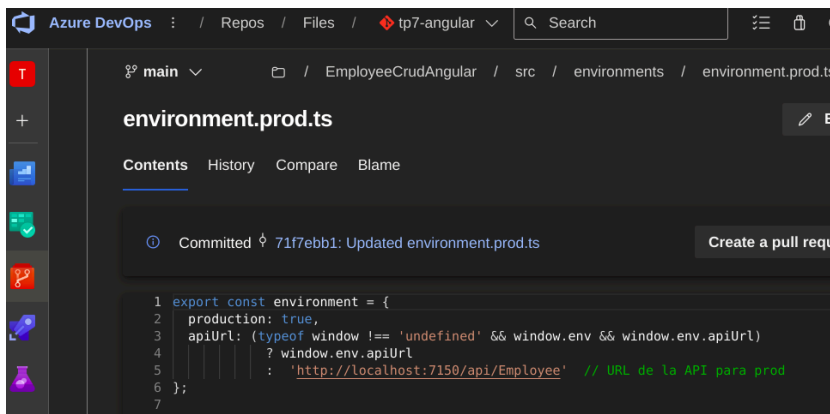 Azure DevOps / Repos / Files / tp7-angular Search
T
main / EmployeeCrudAngular / src / environments / environment.prod.ts
environment.prod.ts
Contents History Compare Blame
Committed 71f7ebb1: Updated environment.prod.ts
Create a pull requ
1 export const environment = {
2 production: true,
3 apiUrl: (typeof window !== 'undefined' && window.env && window.env.apiUrl)
4 ? window.env.apiUrl
5 : 'http://localhost:7150/api/Employee' // URL de la API para prod
6 };
7